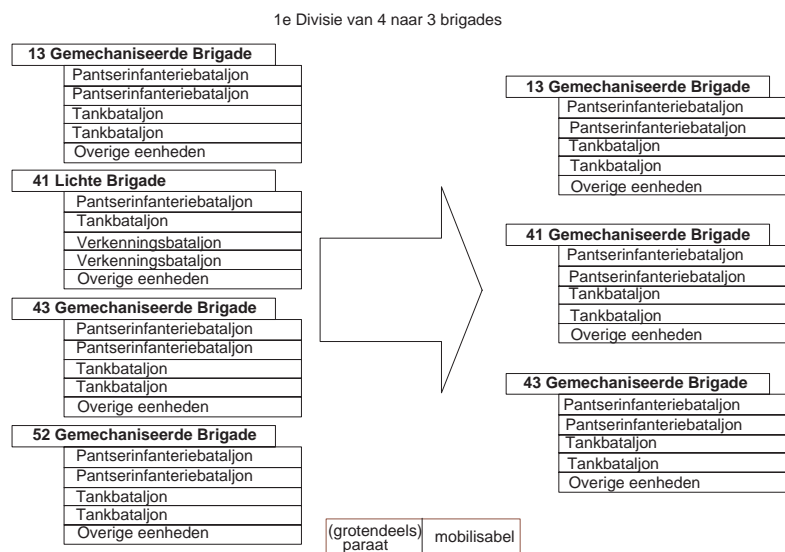 1e Divisie van 4 naar 3 brigades
13 Gemechaniseerde Brigade
Pantserinfanteriebataljon
Pantserinfanteriebataljon
Tankbataljon
Tankbataljon
Overige eenheden
41 Lichte Brigade
Pantserinfanteriebataljon
Tankbataljon
Verkenningsbataljon
Verkenningsbataljon
Overige eenheden
43 Gemechaniseerde Brigade
Pantserinfanteriebataljon
Pantserinfanteriebataljon
Tankbataljon
Tankbataljon
Overige eenheden
52 Gemechaniseerde Brigade
Pantserinfanteriebataljon
Pantserinfanteriebataljon
Tankbataljon
Tankbataljon
Overige eenheden
13 Gemechaniseerde Brigade
Pantserinfanteriebataljon
Pantserinfanteriebataljon
Tankbataljon
Tankbataljon
Overige eenheden
41 Gemechaniseerde Brigade
Pantserinfanteriebataljon
Pantserinfanteriebataljon
Tankbataljon
Tankbataljon
Overige eenheden
43 Gemechaniseerde Brigade
Pantserinfanteriebataljon
Pantserinfanteriebataljon
Tankbataljon
Tankbataljon
Overige eenheden
(grotendeels)
paraat
mobilisabel